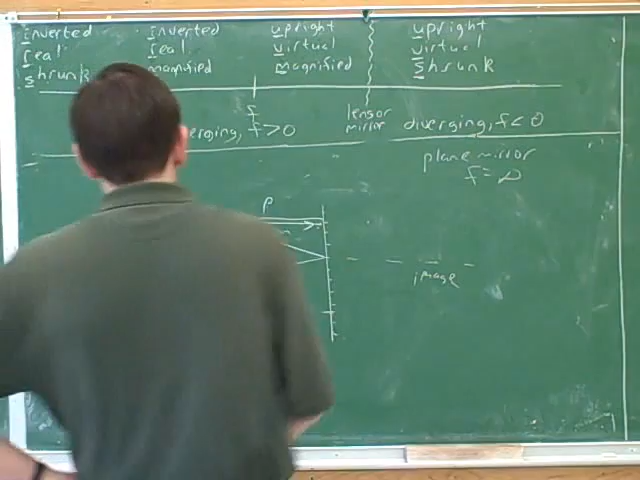 inverted inverted upright upright
real real virtual virtual
shrunk magnified magnified shrunk
f
erging, f>0 lens or mirror diverging, f<0
plane mirror
f=∞
p
image